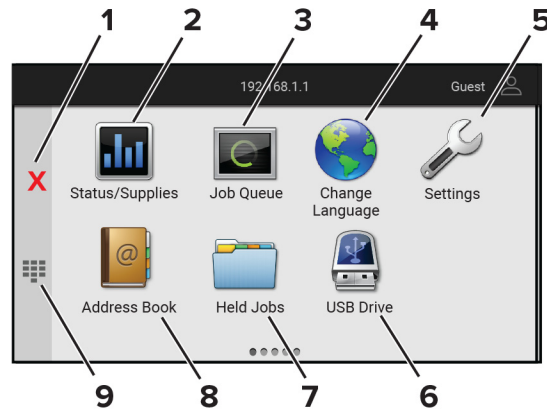 1 2 3 4 5
192.168.1.1 Guest
X
Status/Supplies Job Queue Change Language Settings
@
Address Book Held Jobs USB Drive
9 8 7 6